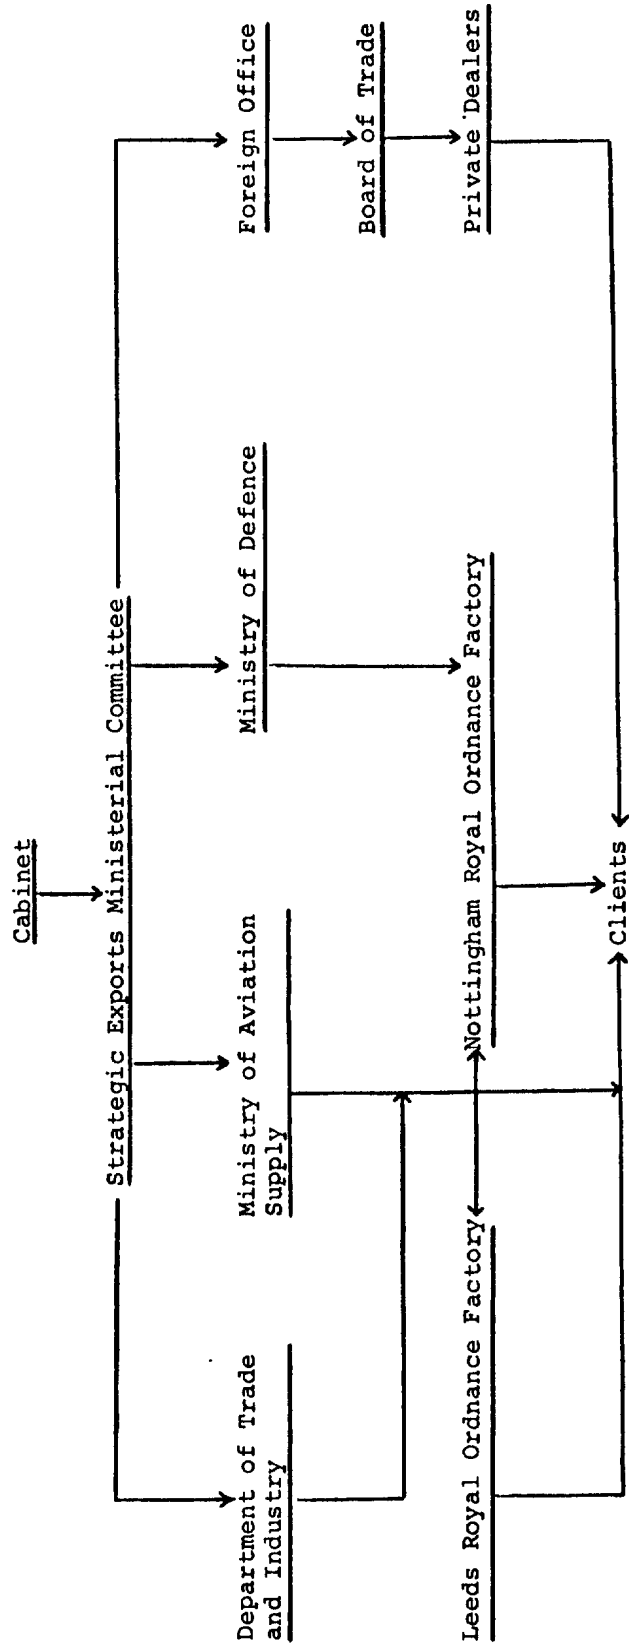 Cabinet
Strategic Exports Ministerial Committee
Department of Trade
and Industry
Ministry of Aviation
Supply
Ministry of Defence
Foreign Office
Board of Trade
Leeds Royal Ordnance Factory
Nottingham Royal Ordnance Factory
Private Dealers
Clients